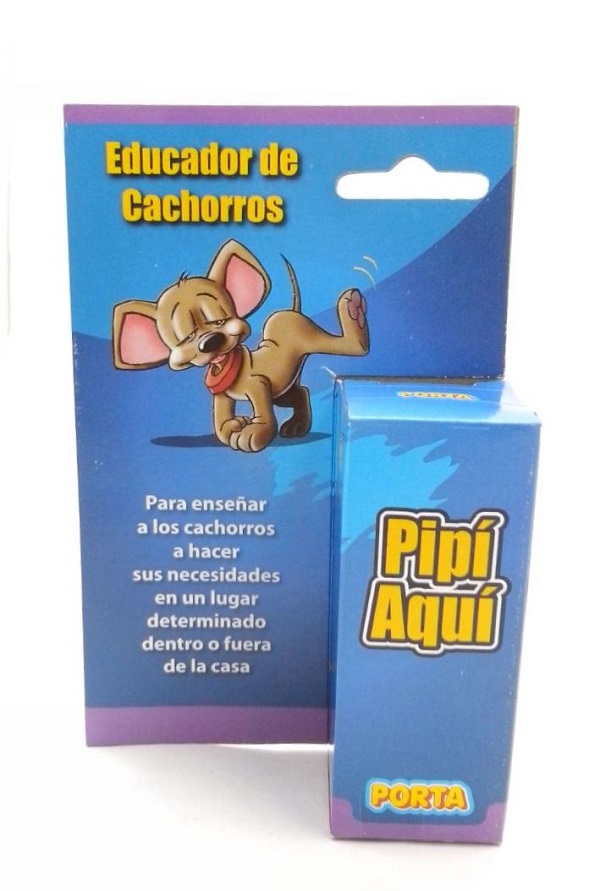 Educador de
Cachorros
Para enseñar
a los cachorros
a hacer
sus necesidades
en un lugar
determinado
dentro o fuera
de la casa
PORTA
Pipí
Aquí
PORTA